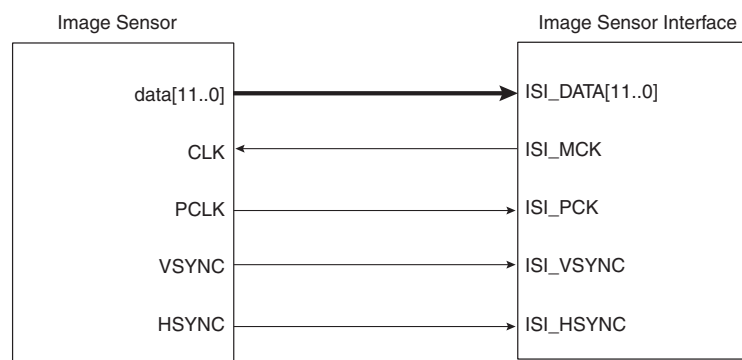 Image Sensor
Image Sensor Interface
data[11..0]
ISI_DATA[11..0]
CLK
ISI_MCK
PCLK
ISI_PCK
VSYNC
ISI_VSYNC
HSYNC
ISI_HSYNC